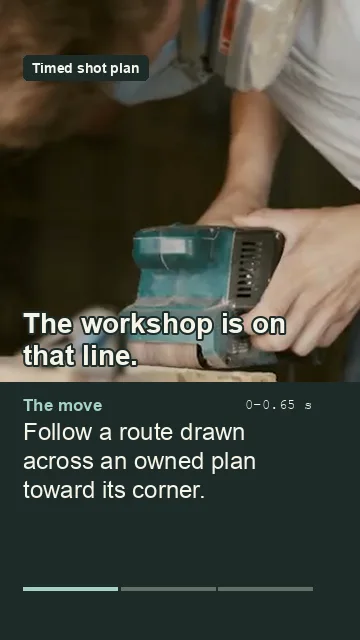 Timed shot plan
The workshop is on
that line.
The move
0–0.65 s
Follow a route drawn
across an owned plan
toward its corner.